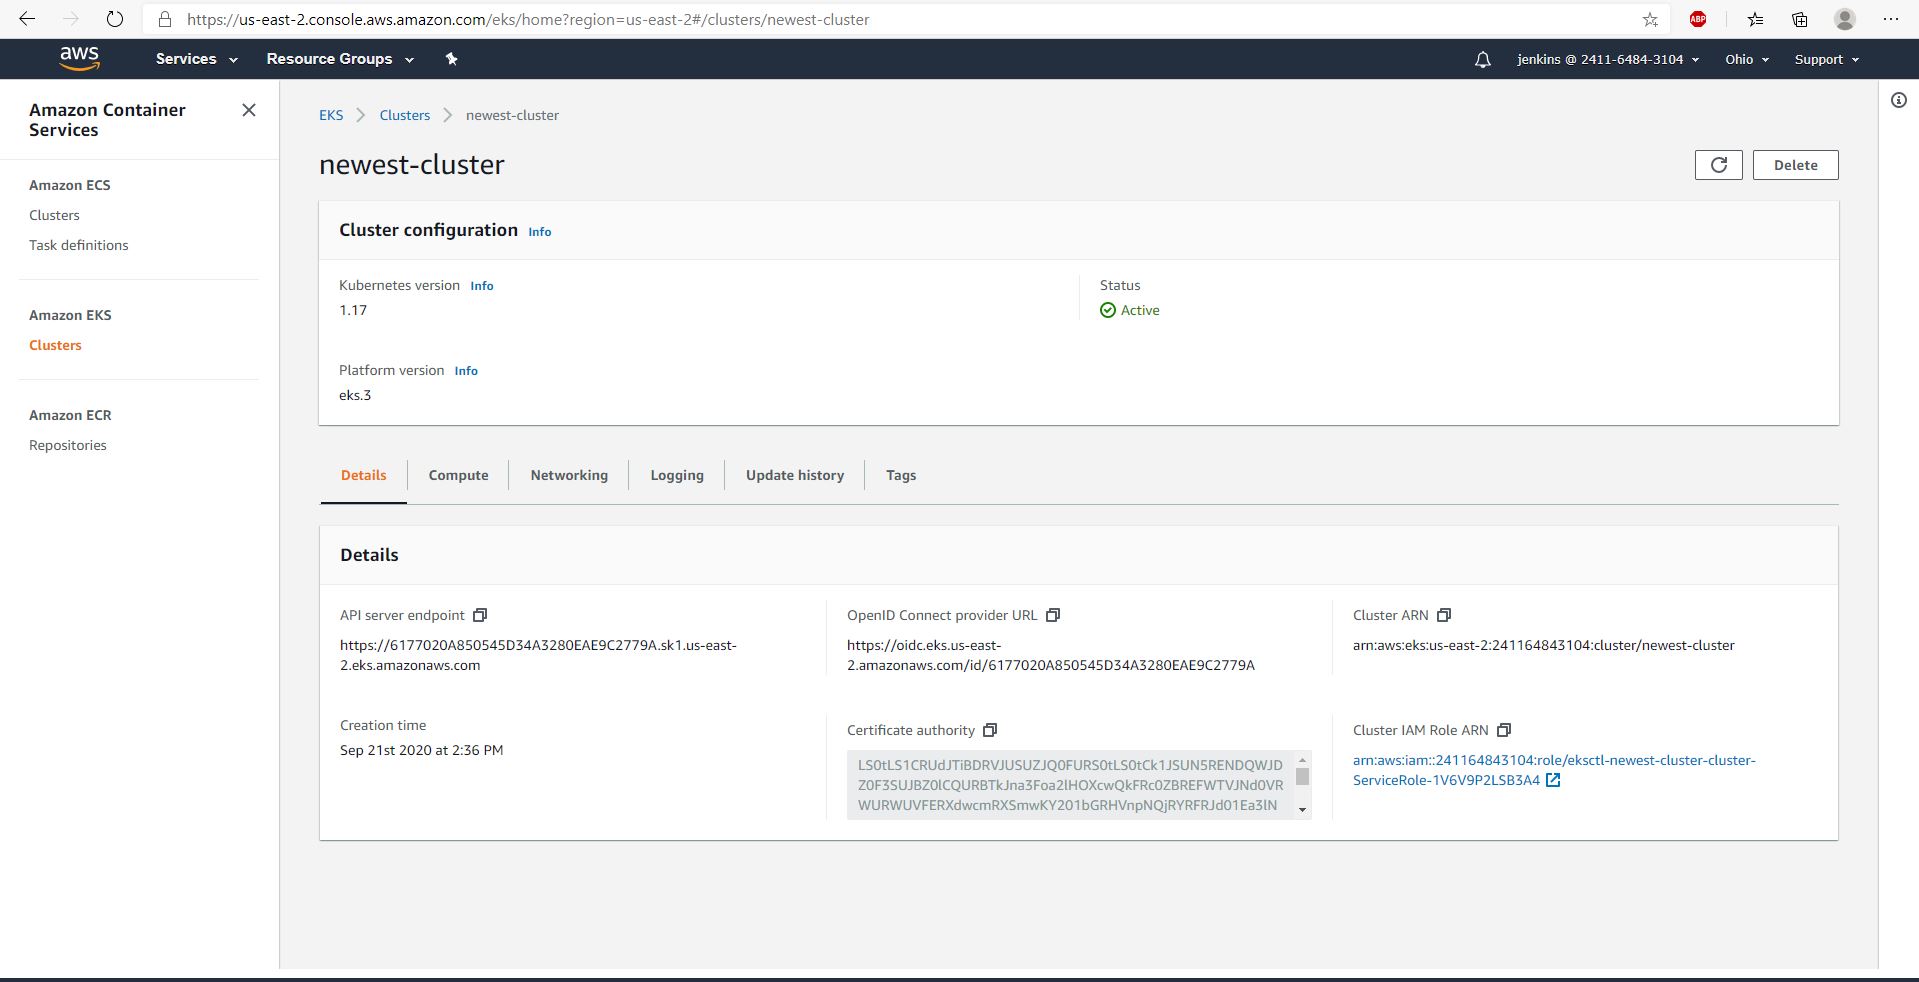 https://us-east-2.console.aws.amazon.com/eks/home?region=us-east-2#/clusters/newest-cluster
ABP
aws
Services
Resource Groups
jenkins @ 2411-6484-3104
Ohio
Support
Amazon Container
Services
Amazon ECS
Clusters
Task definitions
Amazon EKS
Clusters
Amazon ECR
Repositories
EKS
Clusters
newest-cluster
newest-cluster
Delete
Cluster configuration Info
Kubernetes version Info
1.17
Status
Active
Platform version Info
eks.3
Details
Compute
Networking
Logging
Update history
Tags
Details
API server endpoint
https://6177020A850545D34A3280EAE9C2779A.sk1.us-east-
2.eks.amazonaws.com
OpenID Connect provider URL
https://oidc.eks.us-east-
2.amazonaws.com/id/6177020A850545D34A3280EAE9C2779A
Cluster ARN
arn:aws:eks:us-east-2:241164843104:cluster/newest-cluster
Creation time
Sep 21st 2020 at 2:36 PM
Certificate authority
LS0tLS1CRUdJTiBDRVJUSUZJQ0FURS0tLS0tCk1JSUN5RENDQWJD
Z0F3SUJBZ0lCQURBTkJna3Foa2lHOXcwQkFRc0ZBREFWTVJNd0VR
WURWUVFERXdwcmRXSmwKY201bGRHVnpNQjRYRFRJd01Ea3lN
Cluster IAM Role ARN
arn:aws:iam::241164843104:role/eksctl-newest-cluster-cluster-
ServiceRole-1V6V9P2LSB3A4